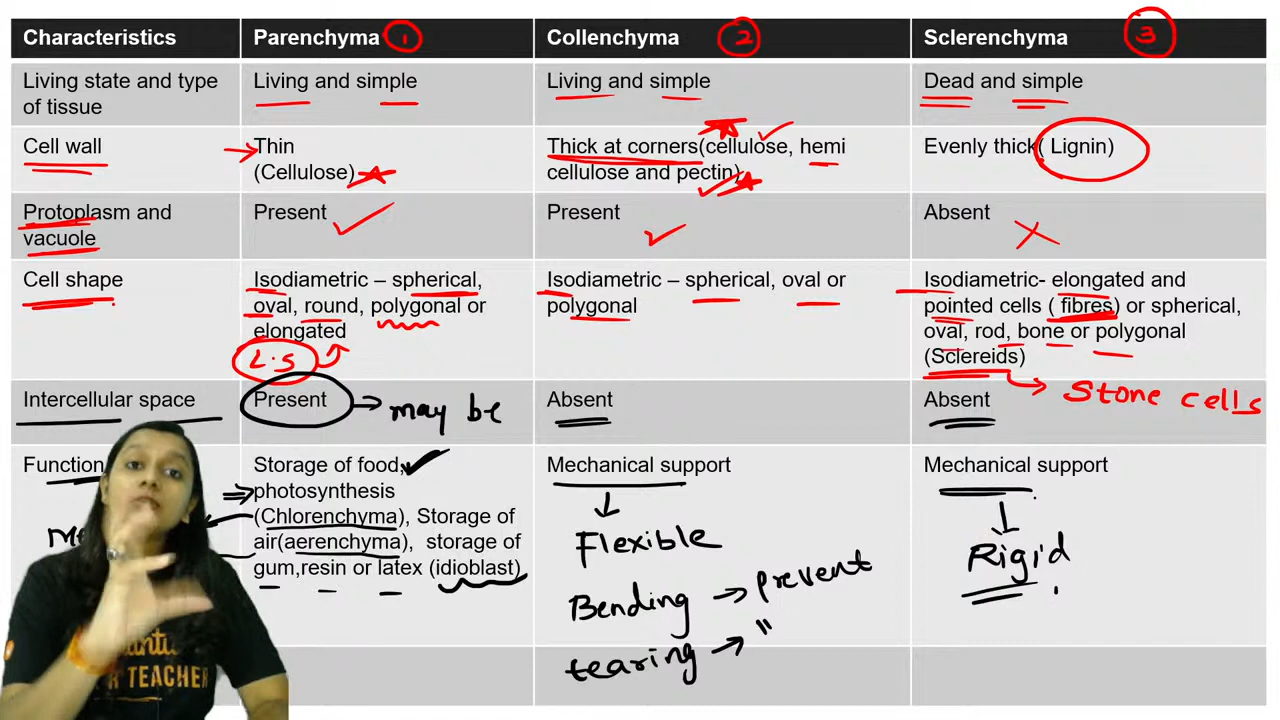 Characteristics
Parenchyma 1
Collenchyma 2
Sclerenchyma 3
Living state and type
of tissue
Living and simple
Living and simple
Dead and simple
Cell wall
Thin
(Cellulose)
Thick at corners(cellulose, hemi
cellulose and pectin)
Evenly thick( Lignin)
Protoplasm and
vacuole
Present
Present
Absent
Cell shape
Isodiametric – spherical,
oval, round, polygonal or
elongated
L.S
Isodiametric – spherical, oval or
polygonal
Isodiametric- elongated and
pointed cells ( fibres) or spherical,
oval, rod, bone or polygonal
(Sclereids)
Stone cells
Intercellular space
Present
may be
Absent
Absent
Function
Storage of food,
photosynthesis
(Chlorenchyma), Storage of
air(aerenchyma), storage of
gum,resin or latex (idioblast)
Mechanical support
Flexible
Bending → prevent
tearing → "
Mechanical support
Rigid
TEACHER